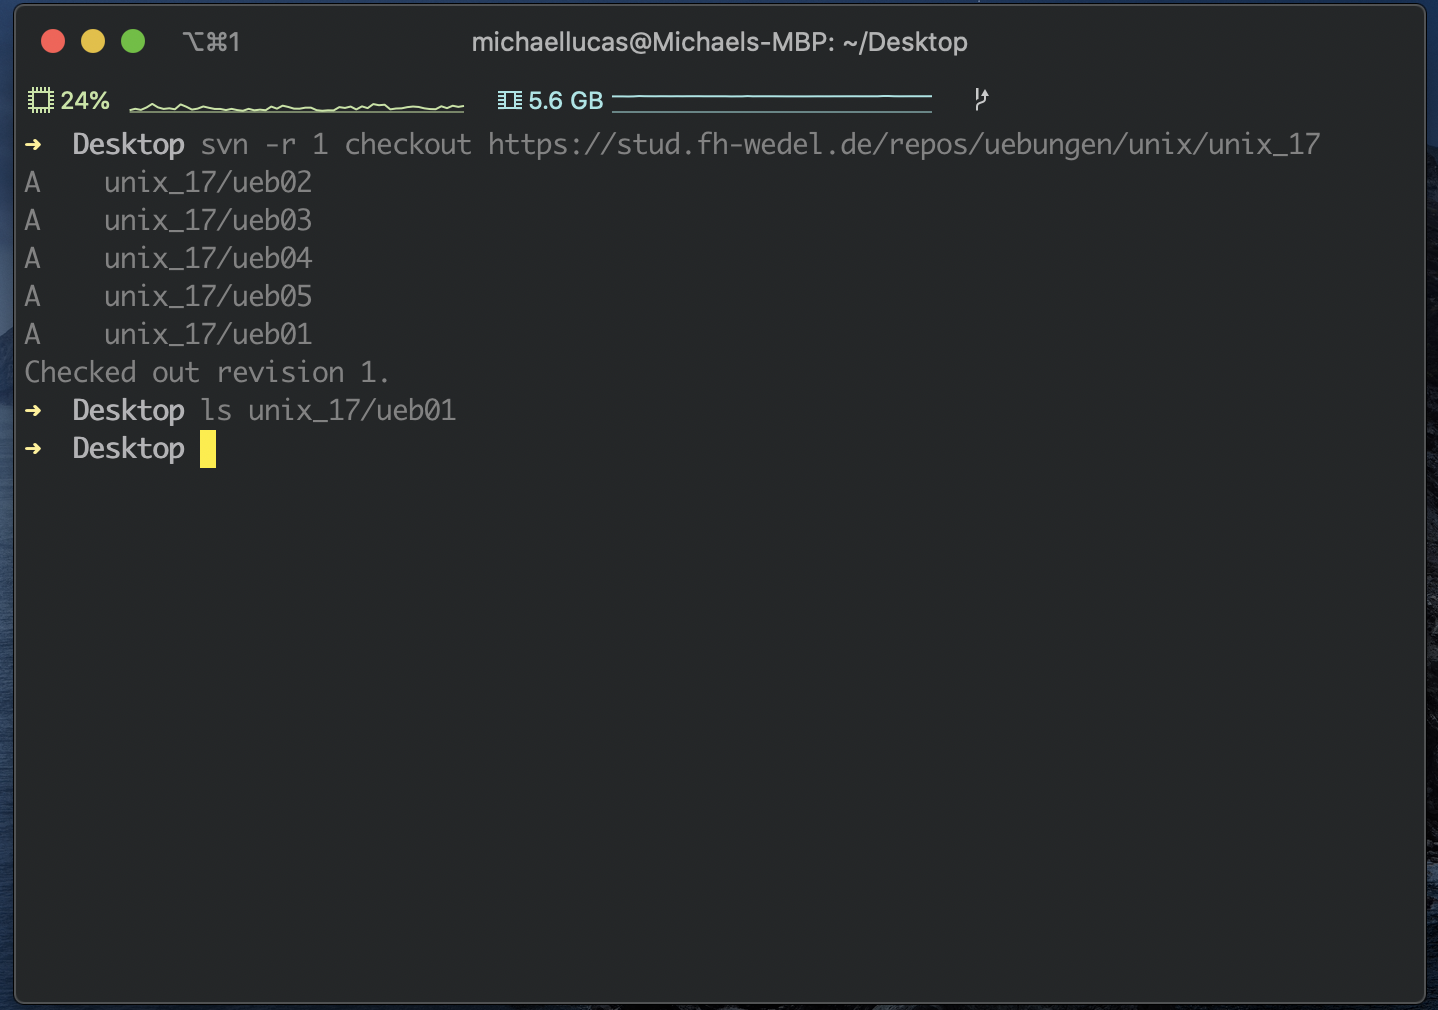 ⌥⌘1 michaellucas@Michaels-MBP: ~/Desktop
24% 5.6 GB
➜  Desktop svn -r 1 checkout https://stud.fh-wedel.de/repos/uebungen/unix/unix_17
A    unix_17/ueb02
A    unix_17/ueb03
A    unix_17/ueb04
A    unix_17/ueb05
A    unix_17/ueb01
Checked out revision 1.
➜  Desktop ls unix_17/ueb01
➜  Desktop